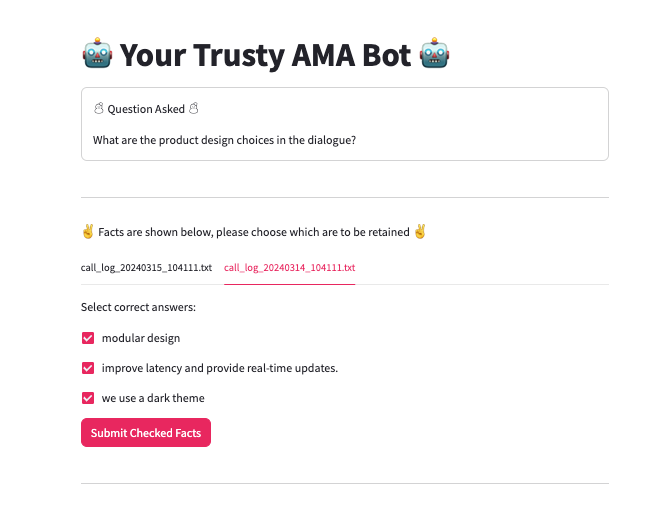 🤖 Your Trusty AMA Bot 🤖
☃ Question Asked ☃
What are the product design choices in the dialogue?
✌️ Facts are shown below, please choose which are to be retained ✌️
call_log_20240315_104111.txt call_log_20240314_104111.txt
Select correct answers:
modular design
improve latency and provide real-time updates.
we use a dark theme
Submit Checked Facts